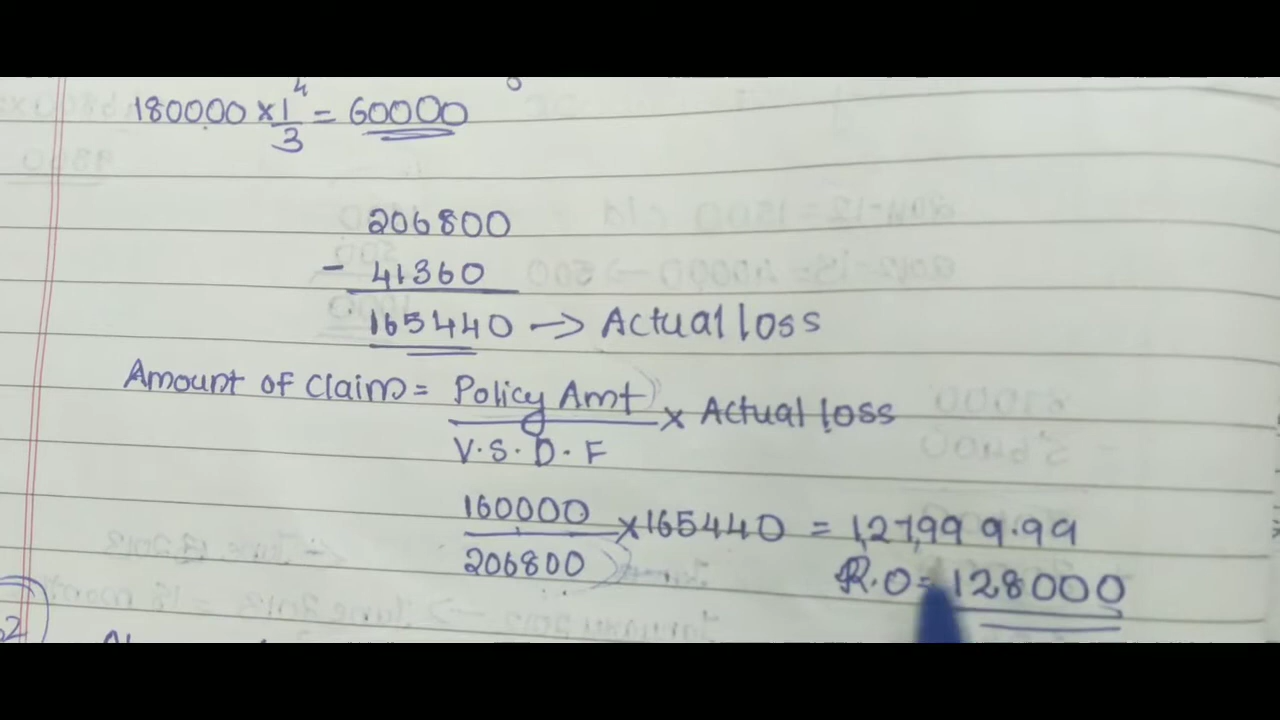 180000 × 1/3 = 60000
206800
- 41360
165440 → Actual loss
Amount of claim = Policy Amt / V.S.D.F × Actual loss
160000 / 206800 × 165440 = 1,27,999.99
R.O = 128000